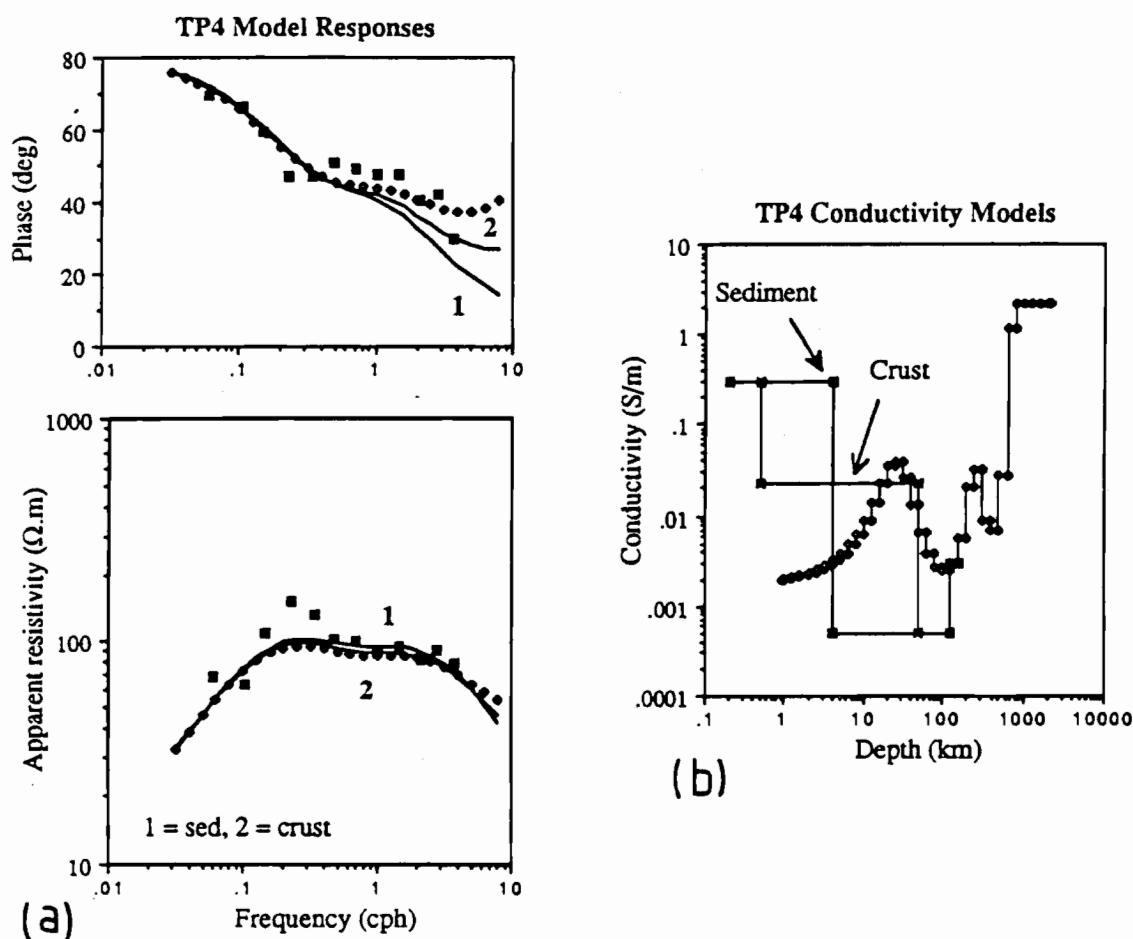 TP4 Model Responses
80
60
40
20
0
Phase (deg)
2
1
.01
.1
1
10
1000
100
10
Apparent resistivity (Ω.m)
1
2
1 = sed, 2 = crust
.01
.1
1
10
Frequency (cph)
(a)
TP4 Conductivity Models
10
1
.1
.01
.001
.0001
Conductivity (S/m)
Sediment
Crust
.1
1
10
100
1000
10000
Depth (km)
(b)